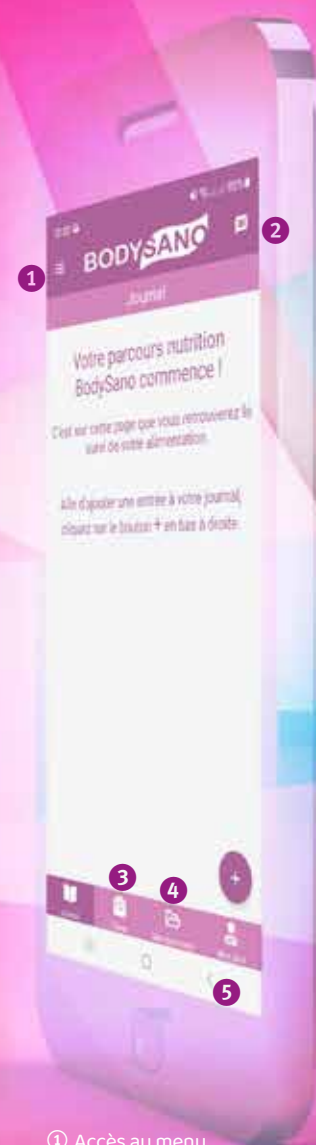 BODYSANO
2
1
Journal
Votre parcours nutrition
BodySano commence !
C'est sur cette page que vous retrouverez le
suivi de votre alimentation.
Afin d'ajouter une entrée à votre journal,
cliquez sur le bouton + en bas à droite.
+
3
4
5
① Accès au menu